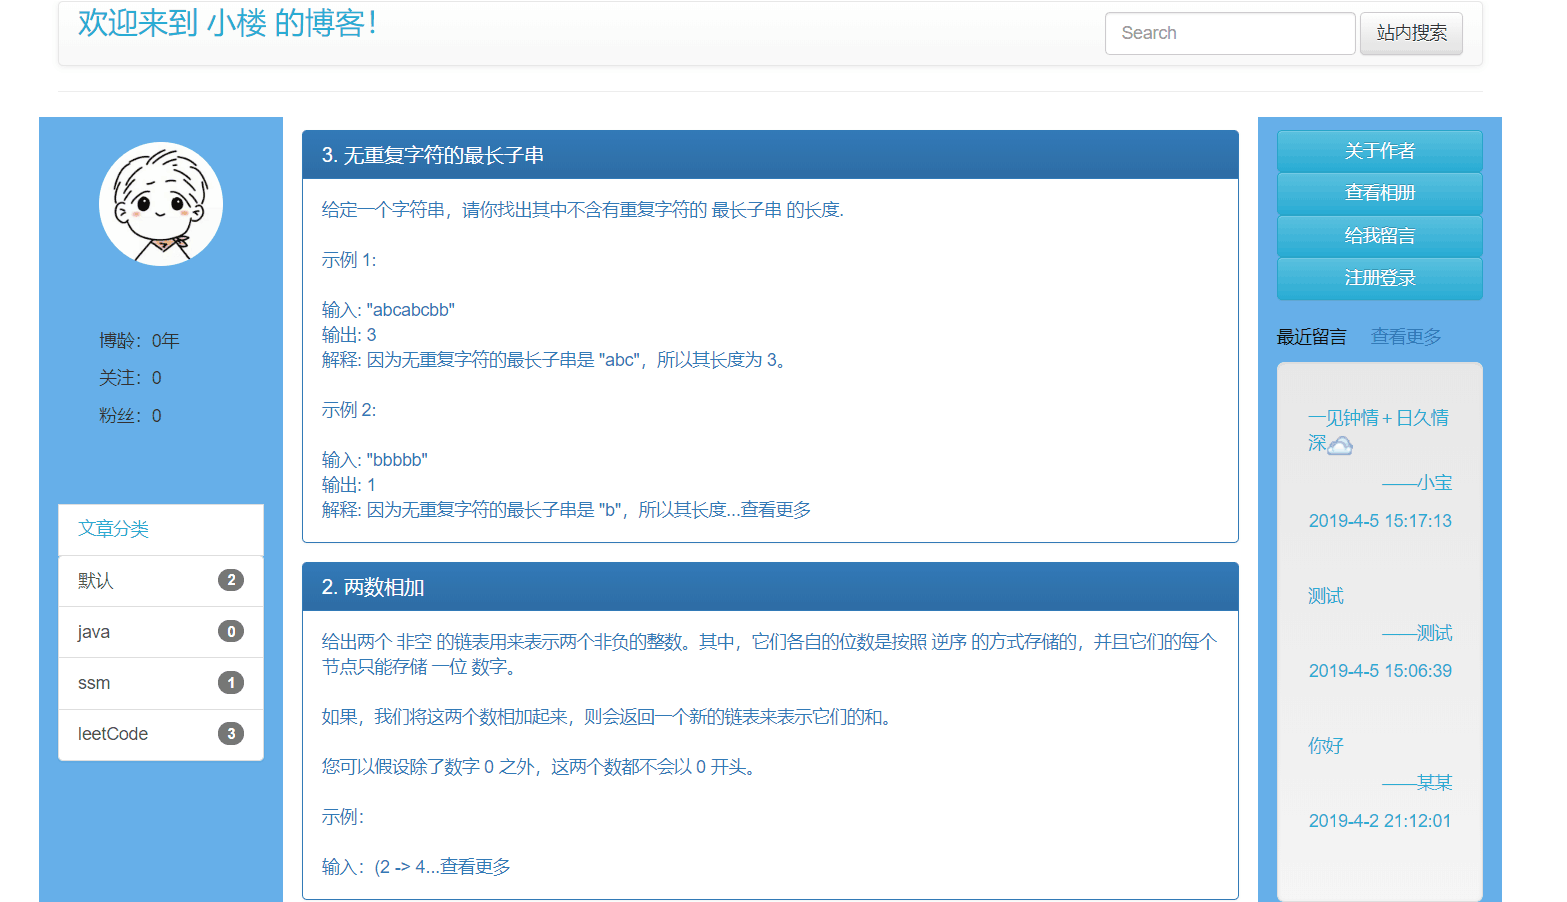 欢迎来到 小楼 的博客!
Search
站内搜索
博龄：0年
关注：0
粉丝：0
文章分类
默认 2
java 0
ssm 1
leetCode 3
3. 无重复字符的最长子串
给定一个字符串，请你找出其中不含有重复字符的 最长子串 的长度.
示例 1:
输入: "abcabcbb"
输出: 3
解释: 因为无重复字符的最长子串是 "abc"，所以其长度为 3。
示例 2:
输入: "bbbbb"
输出: 1
解释: 因为无重复字符的最长子串是 "b"，所以其长度...查看更多
2. 两数相加
给出两个 非空 的链表用来表示两个非负的整数。其中，它们各自的位数是按照 逆序 的方式存储的，并且它们的每个
节点只能存储 一位 数字。
如果，我们将这两个数相加起来，则会返回一个新的链表来表示它们的和。
您可以假设除了数字 0 之外，这两个数都不会以 0 开头。
示例：
输入：(2 -> 4...查看更多
关于作者
查看相册
给我留言
注册登录
最近留言 查看更多
一见钟情＋日久情
深
——小宝
2019-4-5 15:17:13
测试
——测试
2019-4-5 15:06:39
你好
——某某
2019-4-2 21:12:01